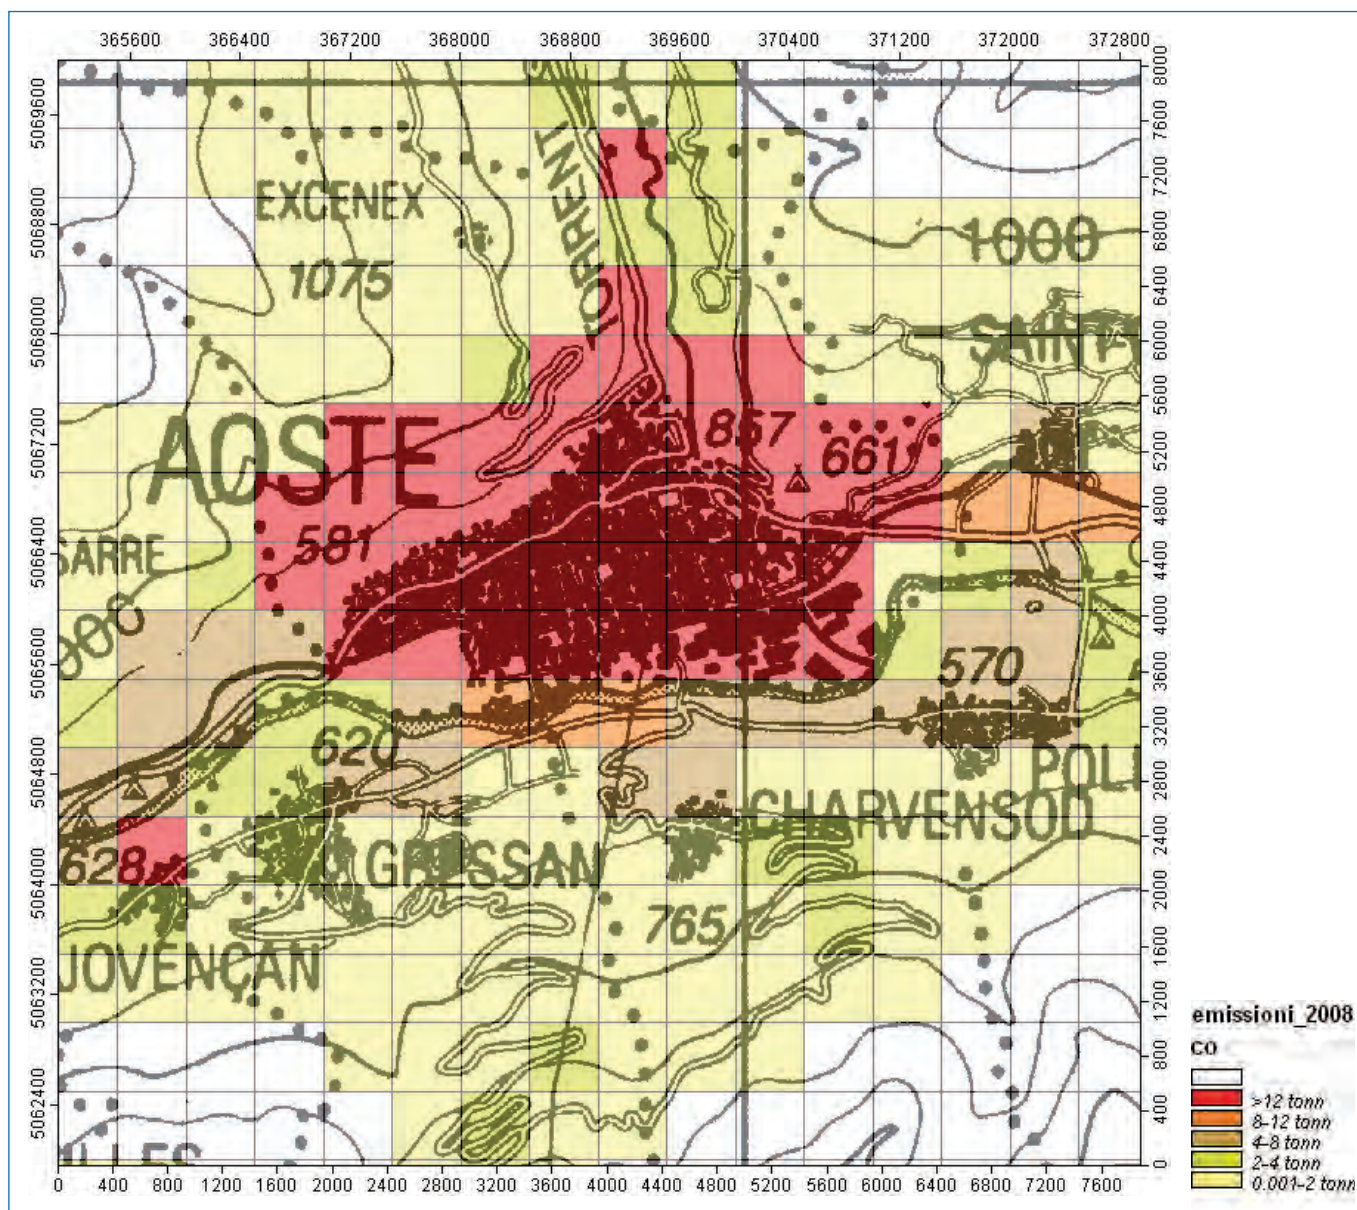 365600 366400 367200 368000 368800 369600 370400 371200 372000 372800
5069600 5068800 5068000 5067200 5066400 5065600 5064800 5064000 5063200 5062400
8000 7600 7200 6800 6400 6000 5600 5200 4800 4400 4000 3600 3200 2800 2400 2000 1600 1200 800 400 0
0 400 800 1200 1600 2000 2400 2800 3200 3600 4000 4400 4800 5200 5600 6000 6400 6800 7200 7600
TORRENT
EXCENEX
1000
1075
SAINT
AOSTE
857
661
581
SARRE
570
620
POLL
CHARVENSOD
628
GRESSAN
765
JOVENÇAN
emissioni_2008
CO
>12 tonn
8-12 tonn
4-8 tonn
2-4 tonn
0.001-2 tonn